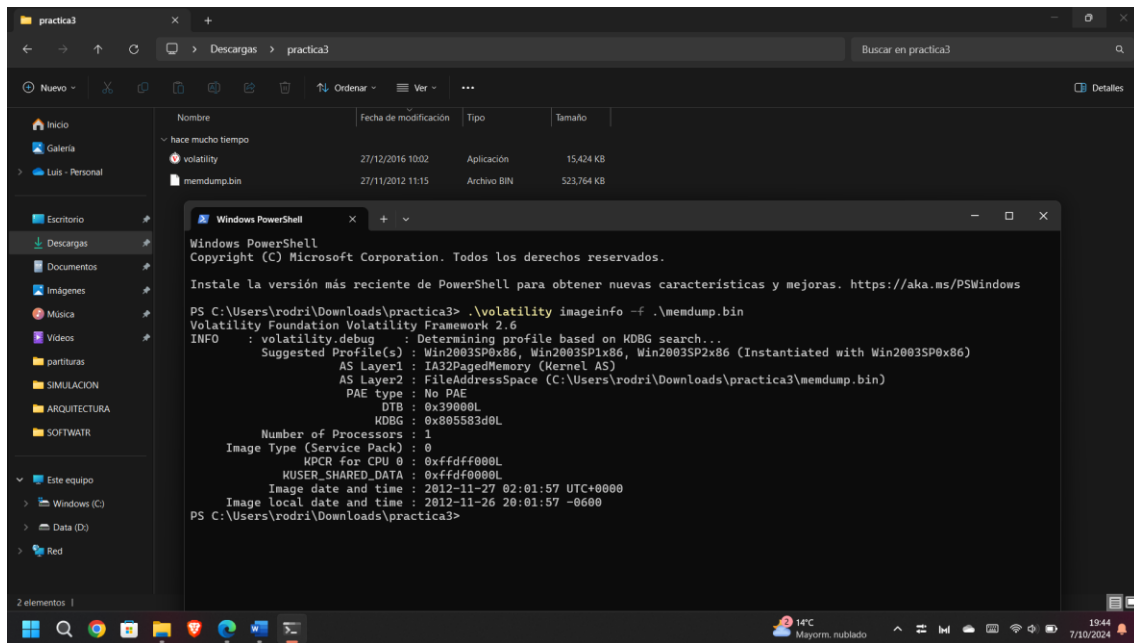 practica3
Descargas > practica3
Buscar en practica3
Nuevo
Ordenar
Ver
Detalles
Inicio
Galería
Luis - Personal
Escritorio
Descargas
Documentos
Imágenes
Música
Vídeos
partituras
SIMULACION
ARQUITECTURA
SOFTWATR
Este equipo
Windows (C:)
Data (D:)
Red
Nombre Fecha de modificación Tipo Tamaño
hace mucho tiempo
volatility 27/12/2016 10:02 Aplicación 15,424 KB
memdump.bin 27/11/2012 11:15 Archivo BIN 523,764 KB
Windows PowerShell
Windows PowerShell
Copyright (C) Microsoft Corporation. Todos los derechos reservados.
Instale la versión más reciente de PowerShell para obtener nuevas características y mejoras. https://aka.ms/PSWindows
PS C:\Users\rodri\Downloads\practica3> .\volatility imageinfo -f .\memdump.bin
Volatility Foundation Volatility Framework 2.6
INFO    : volatility.debug    : Determining profile based on KDBG search...
Suggested Profile(s) : Win2003SP0x86, Win2003SP1x86, Win2003SP2x86 (Instantiated with Win2003SP0x86)
AS Layer1 : IA32PagedMemory (Kernel AS)
AS Layer2 : FileAddressSpace (C:\Users\rodri\Downloads\practica3\memdump.bin)
PAE type : No PAE
DTB : 0x39000L
KDBG : 0x805583d0L
Number of Processors : 1
Image Type (Service Pack) : 0
KPCR for CPU 0 : 0xffdff000L
KUSER_SHARED_DATA : 0xffdf0000L
Image date and time : 2012-11-27 02:01:57 UTC+0000
Image local date and time : 2012-11-26 20:01:57 -0600
PS C:\Users\rodri\Downloads\practica3>
2 elementos
2
14°C
Mayorm. nublado
19:44
7/10/2024